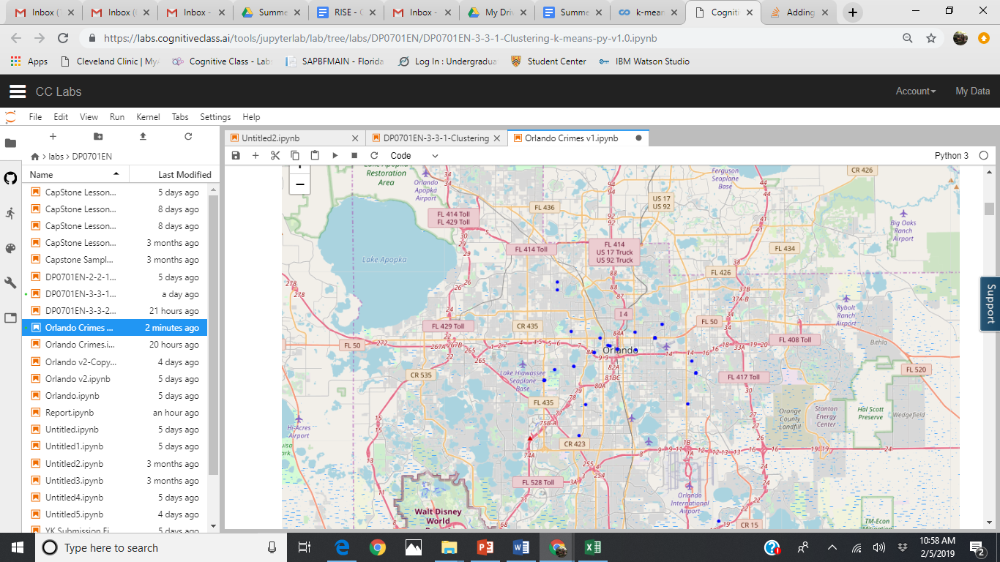 Inbox (
Inbox (
Inbox -
Summe
RISE - C
Inbox -
My Driv
Summe
k-mean
Cogniti
Adding
https://labs.cognitiveclass.ai/tools/jupyterlab/lab/tree/labs/DP0701EN/DP0701EN-3-3-1-Clustering-k-means-py-v1.0.ipynb
Apps
Cleveland Clinic | My
Cognitive Class - Lab
SAPBFMAIN - Florida
Log In : Undergradua
Student Center
IBM Watson Studio
CC Labs
Account
My Data
File Edit View Run Kernel Tabs Settings Help
Untitled2.ipynb
DP0701EN-3-3-1-Clustering
Orlando Crimes v1.ipynb
labs > DP0701EN
Code
Python 3
Name Last Modified
CapStone Lesson... 5 days ago
CapStone Lesson... 8 days ago
CapStone Lesson... 8 days ago
CapStone Lesson... 3 months ago
Capstone Sampl... 3 months ago
DP0701EN-2-2-1... 5 days ago
DP0701EN-3-3-1... a day ago
DP0701EN-3-3-2... 21 hours ago
Orlando Crimes ... 2 minutes ago
Orlando Crimes.i... 20 hours ago
Orlando v2-Copy... 4 days ago
Orlando v2.ipynb 5 days ago
Orlando.ipynb 5 days ago
Report.ipynb an hour ago
Untitled.ipynb 5 days ago
Untitled1.ipynb 5 days ago
Untitled2.ipynb 3 months ago
Untitled3.ipynb 3 months ago
Untitled4.ipynb 5 days ago
Untitled5.ipynb 4 days ago
YK Submission Fi... 5 days ago
Lake Apopka
Restoration
Area
Orlando
Apopka
Airport
Ferguson
Seaplane
Base
CR 426
FL 436
US 17
US 92
FL 414 Toll
FL 429 Toll
Big Oaks
Ranch
Airport
FL 414 Toll
FL 414
US 17 Truck
US 92 Truck
FL 434
Lake Apopka
FL 426
Rybolt
Ranch
Airport
I 4
FL 429 Toll
CR 435
FL 50
FL 50
FL 408 Toll
Bithlo
Orlando
Lake Hiawassee
Seaplane
Base
CR 535
FL 417 Toll
FL 520
FL 435
Orange
County
Landfill
Stanton
Energy
Center
Hal Scott
Preserve
Wedgefield
Hi-Acres
Airport
CR 423
FL 528 Toll
Orlando
International
Airport
Walt Disney
World
CR 15
TM-Econ
Support
Type here to search
10:58 AM
2/5/2019
2